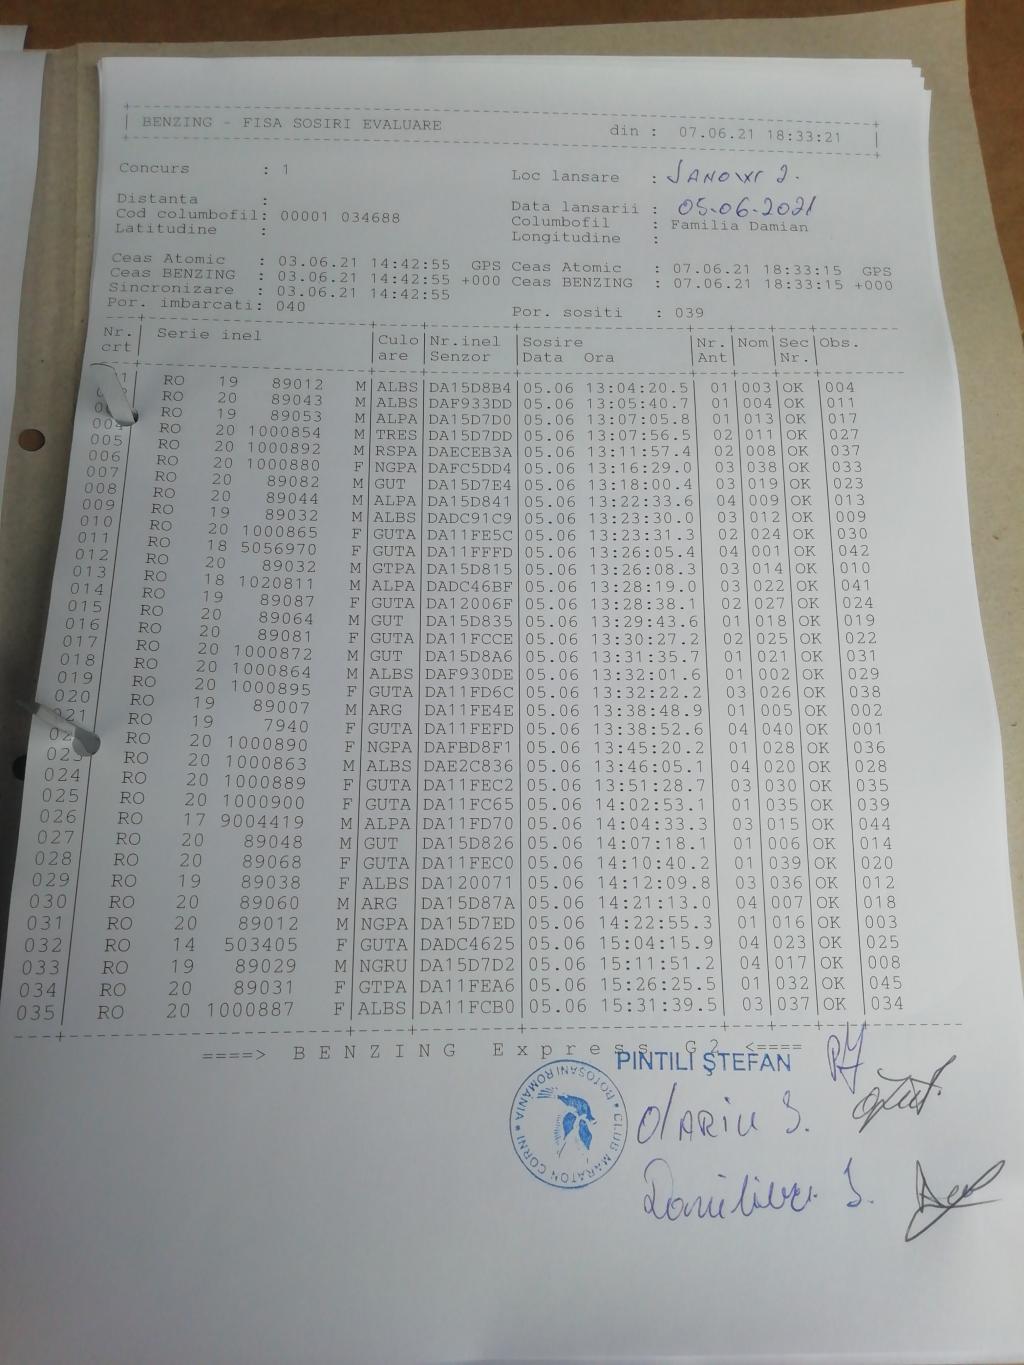 BENZING - FISA SOSIRI EVALUARE din : 07.06.21 18:33:21
Concurs : 1 Loc lansare : JANOWI 2.
Distanta : Data lansarii : 05-06-2021
Cod columbofil: 00001 034688 Columbofil : Familia Damian
Latitudine : Longitudine :
Ceas Atomic : 03.06.21 14:42:55 GPS Ceas Atomic : 07.06.21 18:33:15 GPS
Ceas BENZING : 03.06.21 14:42:55 +000 Ceas BENZING : 07.06.21 18:33:15 +000
Sincronizare : 03.06.21 14:42:55
Por. imbarcati: 040 Por. sositi : 039
Nr. Serie inel Culo Nr.inel Sosire Nr. Nom Sec Obs.
crt are Senzor Data Ora Ant Nr.
RO 19 89012 M ALBS DA15D8B4 05.06 13:04:20.5 01 003 OK 004
RO 20 89043 M ALBS DAF933DD 05.06 13:05:40.7 01 004 OK 011
RO 19 89053 M ALPA DA15D7D0 05.06 13:07:05.8 01 013 OK 017
004 RO 20 1000854 M TRES DA15D7DD 05.06 13:07:56.5 02 011 OK 027
005 RO 20 1000892 M RSPA DAECEB3A 05.06 13:11:57.4 02 008 OK 037
006 RO 20 1000880 F NGPA DAFC5DD4 05.06 13:16:29.0 03 038 OK 033
007 RO 20 89082 M GUT DA15D7E4 05.06 13:18:00.4 03 019 OK 023
008 RO 20 89044 M ALPA DA15D841 05.06 13:22:33.6 04 009 OK 013
009 RO 19 89032 M ALBS DADC91C9 05.06 13:23:30.0 03 012 OK 009
010 RO 20 1000865 F GUTA DA11FE5C 05.06 13:23:31.3 02 024 OK 030
011 RO 18 5056970 F GUTA DA11FFFD 05.06 13:26:05.4 04 001 OK 042
012 RO 20 89032 M GTPA DA15D815 05.06 13:26:08.3 03 014 OK 010
013 RO 18 1020811 M ALPA DADC46BF 05.06 13:28:19.0 03 022 OK 041
014 RO 19 89087 F GUTA DA12006F 05.06 13:28:38.1 02 027 OK 024
015 RO 20 89064 M GUT DA15D835 05.06 13:29:43.6 01 018 OK 019
016 RO 20 89081 F GUTA DA11FCCE 05.06 13:30:27.2 02 025 OK 022
017 RO 20 1000872 M GUT DA15D8A6 05.06 13:31:35.7 01 021 OK 031
018 RO 20 1000864 M ALBS DAF930DE 05.06 13:32:01.6 01 002 OK 029
019 RO 20 1000895 F GUTA DA11FD6C 05.06 13:32:22.2 03 026 OK 038
020 RO 19 89007 M ARG DA11FE4E 05.06 13:38:48.9 01 005 OK 002
021 RO 19 7940 F GUTA DA11FEFD 05.06 13:38:52.6 04 040 OK 001
RO 20 1000890 F NGPA DAFBD8F1 05.06 13:45:20.2 01 028 OK 036
023 RO 20 1000863 M ALBS DAE2C836 05.06 13:46:05.1 04 020 OK 028
024 RO 20 1000889 F GUTA DA11FEC2 05.06 13:51:28.7 03 030 OK 035
025 RO 20 1000900 F GUTA DA11FC65 05.06 14:02:53.1 01 035 OK 039
026 RO 17 9004419 M ALPA DA11FD70 05.06 14:04:33.3 03 015 OK 044
027 RO 20 89048 M GUT DA15D826 05.06 14:07:18.1 01 006 OK 014
028 RO 20 89068 F GUTA DA11FEC0 05.06 14:10:40.2 01 039 OK 020
029 RO 19 89038 F ALBS DA120071 05.06 14:12:09.8 03 036 OK 012
030 RO 20 89060 M ARG DA15D87A 05.06 14:21:13.0 04 007 OK 018
031 RO 20 89012 M NGPA DA15D7ED 05.06 14:22:55.3 01 016 OK 003
032 RO 14 503405 F GUTA DADC4625 05.06 15:04:15.9 04 023 OK 025
033 RO 19 89029 M NGRU DA15D7D2 05.06 15:11:51.2 04 017 OK 008
034 RO 20 89031 F GTPA DA11FEA6 05.06 15:26:25.5 01 032 OK 045
035 RO 20 1000887 F ALBS DA11FCB0 05.06 15:31:39.5 03 037 OK 034
====> BENZING Express G2 <====
PINTILI ȘTEFAN
CLUB MARATON CORNI * BOTOSANI ROMÂNIA *
OLARIU S.